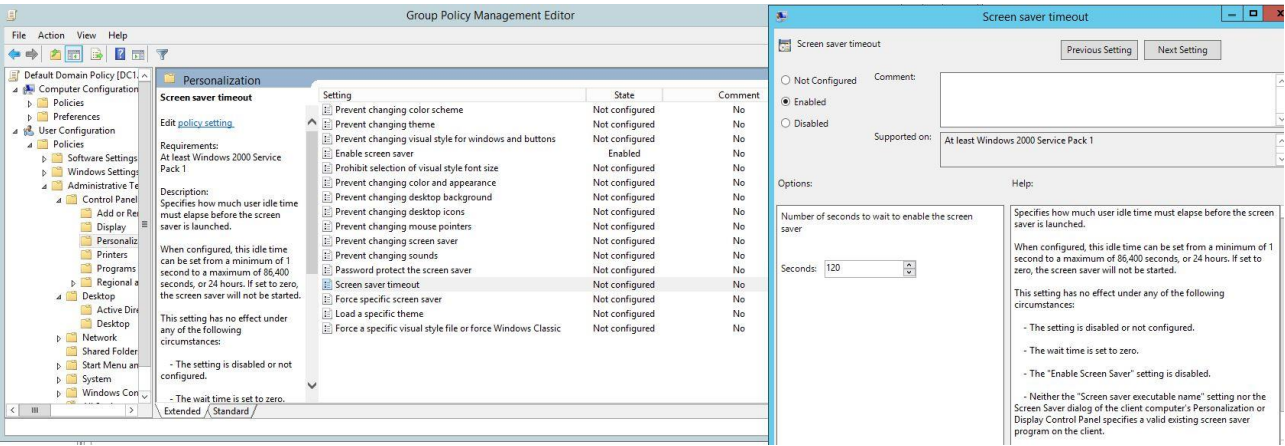 Group Policy Management Editor
File Action View Help
Default Domain Policy [DC1.
Computer Configuration
Policies
Preferences
User Configuration
Policies
Software Settings
Windows Settings
Administrative Te
Control Panel
Add or Rem
Display
Personaliz
Printers
Programs
Regional a
Desktop
Active Dire
Desktop
Network
Shared Folder
Start Menu an
System
Windows Con
Personalization
Screen saver timeout
Edit policy setting
Requirements:
At least Windows 2000 Service
Pack 1
Description:
Specifies how much user idle time
must elapse before the screen
saver is launched.
When configured, this idle time
can be set from a minimum of 1
second to a maximum of 86,400
seconds, or 24 hours. If set to zero,
the screen saver will not be started.
This setting has no effect under
any of the following
circumstances:
- The setting is disabled or not
configured.
- The wait time is set to zero.
Setting State Comment
Prevent changing color scheme Not configured No
Prevent changing theme Not configured No
Prevent changing visual style for windows and buttons Not configured No
Enable screen saver Enabled No
Prohibit selection of visual style font size Not configured No
Prevent changing color and appearance Not configured No
Prevent changing desktop background Not configured No
Prevent changing desktop icons Not configured No
Prevent changing mouse pointers Not configured No
Prevent changing screen saver Not configured No
Prevent changing sounds Not configured No
Password protect the screen saver Not configured No
Screen saver timeout Not configured No
Force specific screen saver Not configured No
Load a specific theme Not configured No
Force a specific visual style file or force Windows Classic Not configured No
Extended Standard
Screen saver timeout
Screen saver timeout
Previous Setting Next Setting
Not Configured Comment:
Enabled
Disabled
Supported on: At least Windows 2000 Service Pack 1
Options: Help:
Number of seconds to wait to enable the screen
saver
Seconds: 120
Specifies how much user idle time must elapse before the screen
saver is launched.
When configured, this idle time can be set from a minimum of 1
second to a maximum of 86,400 seconds, or 24 hours. If set to
zero, the screen saver will not be started.
This setting has no effect under any of the following
circumstances:
- The setting is disabled or not configured.
- The wait time is set to zero.
- The "Enable Screen Saver" setting is disabled.
- Neither the "Screen saver executable name" setting nor the
Screen Saver dialog of the client computer's Personalization or
Display Control Panel specifies a valid existing screen saver
program on the client.